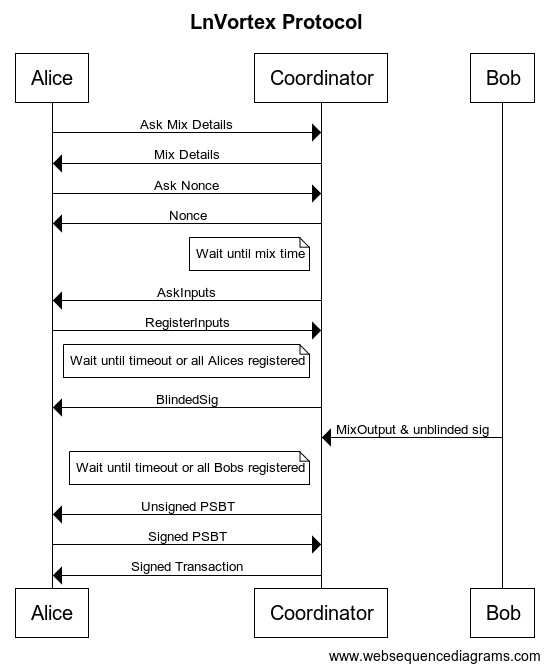 LnVortex Protocol
Alice
Coordinator
Bob
Ask Mix Details
Mix Details
Ask Nonce
Nonce
Wait until mix time
AskInputs
RegisterInputs
Wait until timeout or all Alices registered
BlindedSig
MixOutput & unblinded sig
Wait until timeout or all Bobs registered
Unsigned PSBT
Signed PSBT
Signed Transaction
Alice
Coordinator
Bob
www.websequencediagrams.com